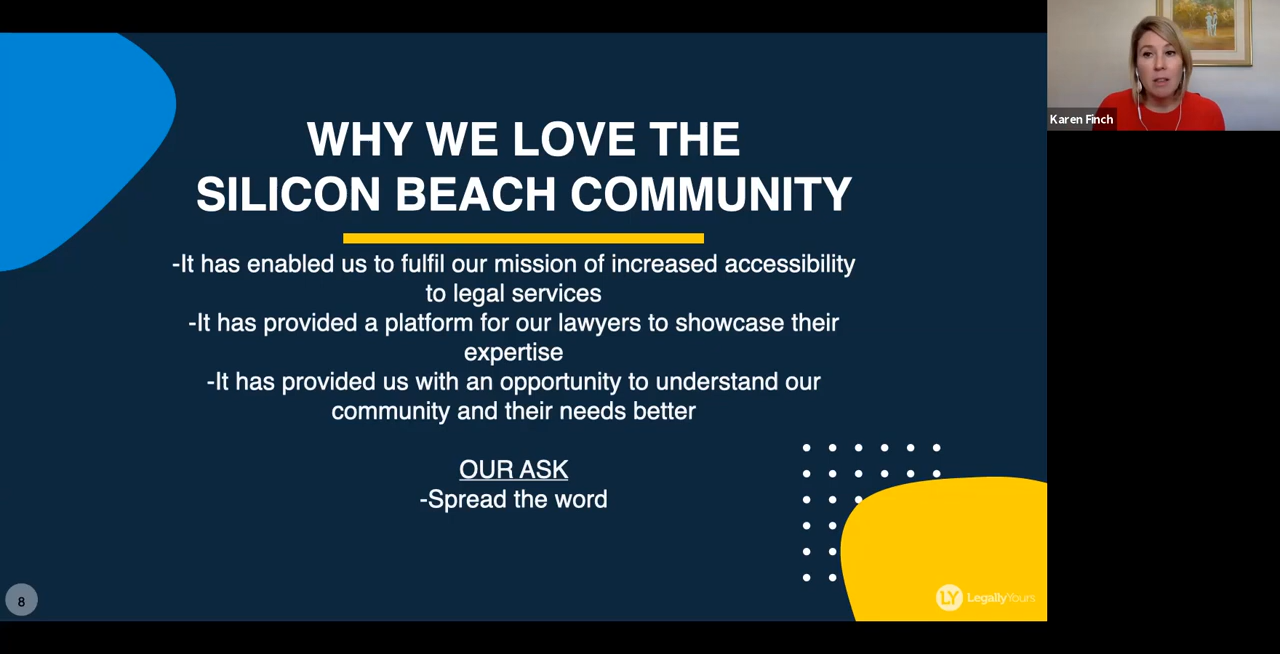 WHY WE LOVE THE
SILICON BEACH COMMUNITY
-It has enabled us to fulfil our mission of increased accessibility
to legal services
-It has provided a platform for our lawyers to showcase their
expertise
-It has provided us with an opportunity to understand our
community and their needs better
OUR ASK
-Spread the word
8
LY LegallyYours
Karen Finch